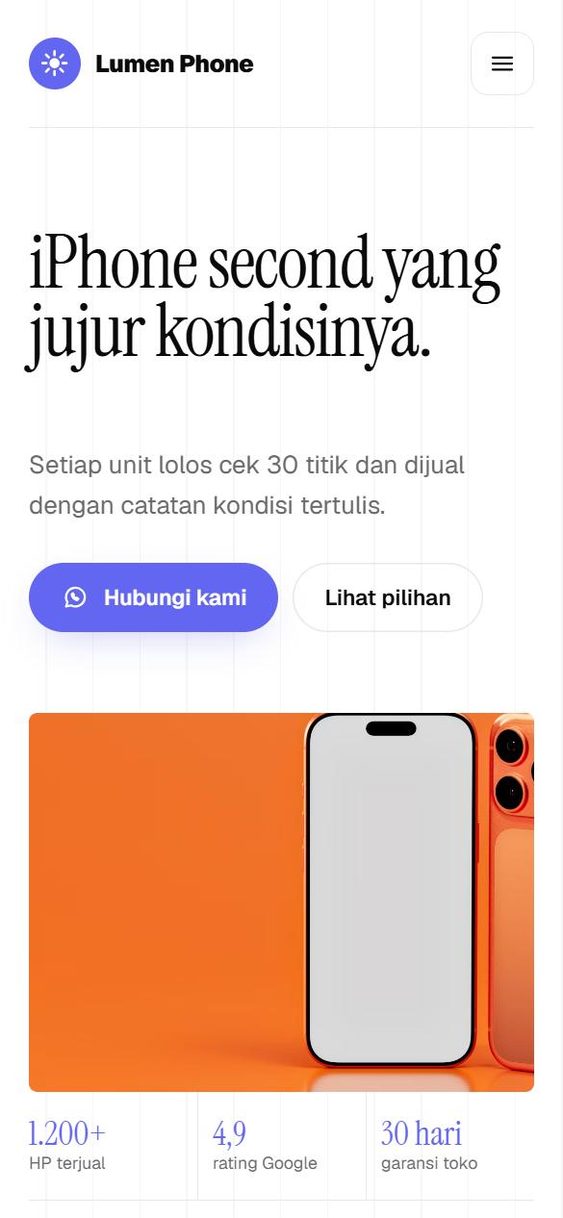 Lumen Phone
iPhone second yang
jujur kondisinya.
Setiap unit lolos cek 30 titik dan dijual
dengan catatan kondisi tertulis.
Hubungi kami
Lihat pilihan
1.200+
HP terjual
4,9
rating Google
30 hari
garansi toko